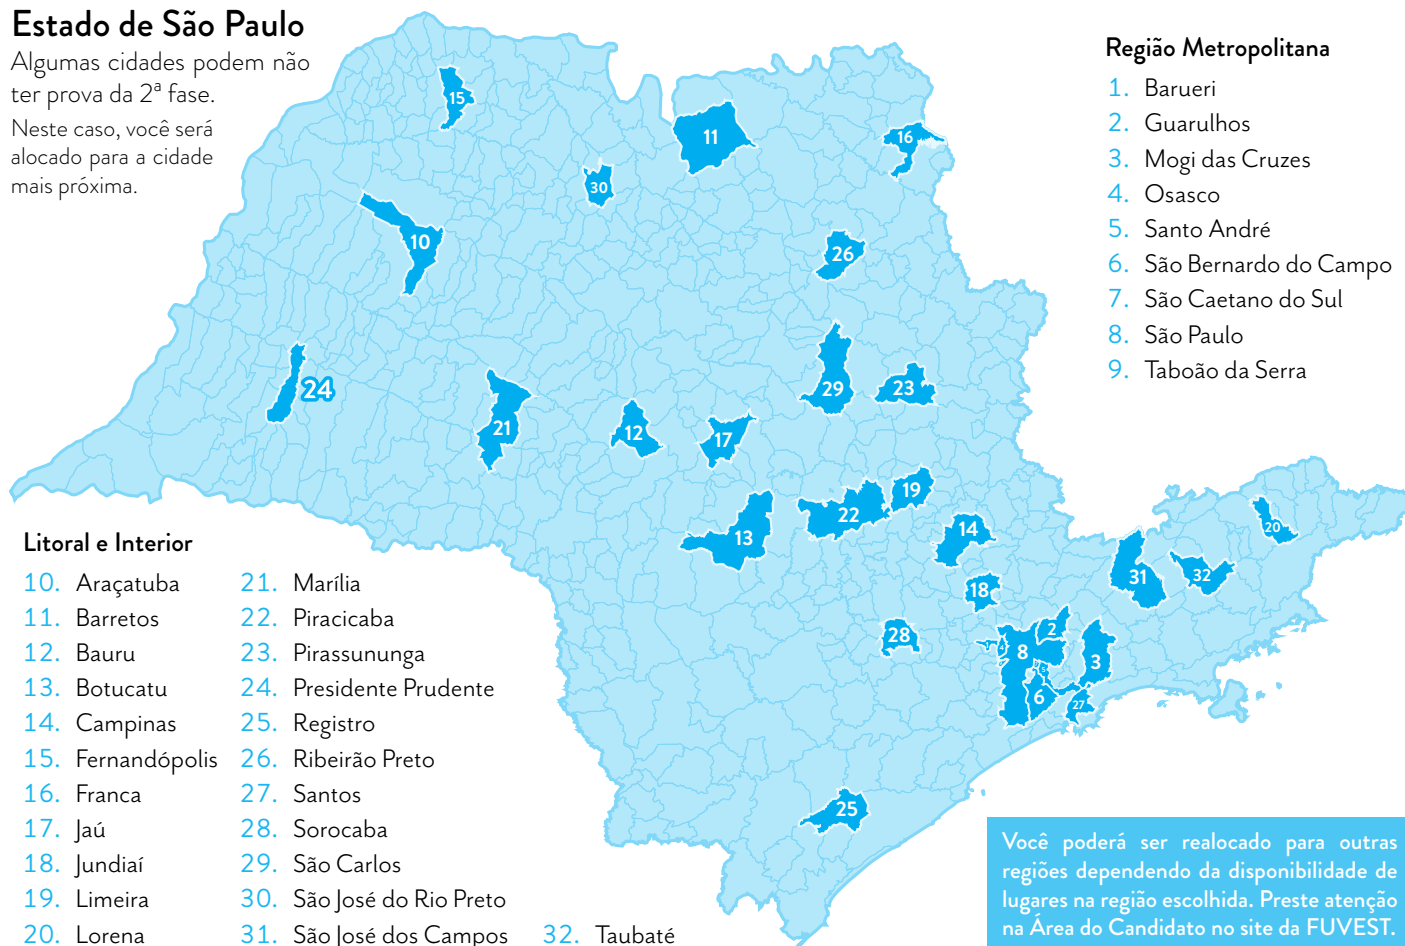 Estado de São Paulo
Algumas cidades podem não
ter prova da 2ª fase.
Neste caso, você será
alocado para a cidade
mais próxima.
Região Metropolitana
1. Barueri
2. Guarulhos
3. Mogi das Cruzes
4. Osasco
5. Santo André
6. São Bernardo do Campo
7. São Caetano do Sul
8. São Paulo
9. Taboão da Serra
15
11
16
30
10
26
24
29
23
21
12
17
19
22
13
14
20
31
32
18
28
2
8
4
3
5
6
27
25
Litoral e Interior
10. Araçatuba
11. Barretos
12. Bauru
13. Botucatu
14. Campinas
15. Fernandópolis
16. Franca
17. Jaú
18. Jundiaí
19. Limeira
20. Lorena
21. Marília
22. Piracicaba
23. Pirassununga
24. Presidente Prudente
25. Registro
26. Ribeirão Preto
27. Santos
28. Sorocaba
29. São Carlos
30. São José do Rio Preto
31. São José dos Campos
32. Taubaté
Você poderá ser realocado para outras
regiões dependendo da disponibilidade de
lugares na região escolhida. Preste atenção
na Área do Candidato no site da FUVEST.